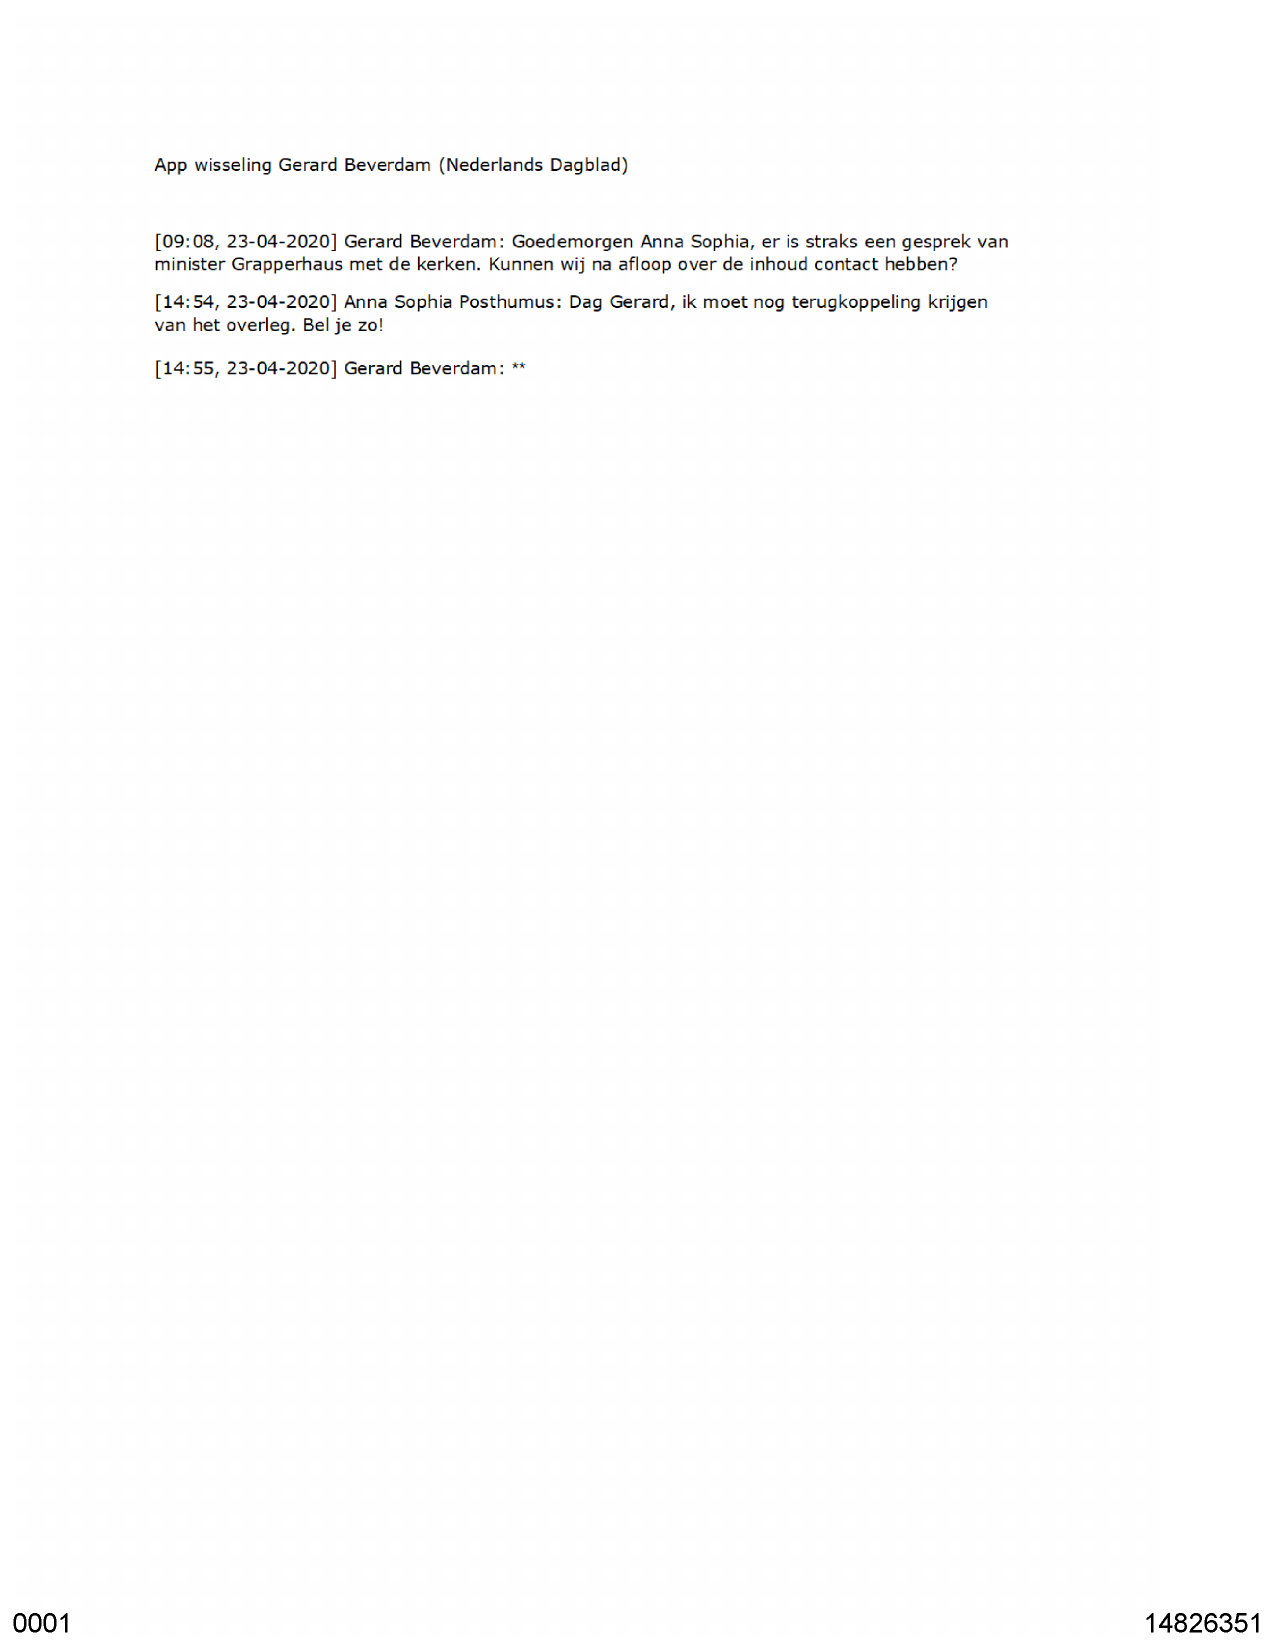 App wisseling Gerard Beverdam (Nederlands Dagblad)
[09:08, 23-04-2020] Gerard Beverdam: Goedemorgen Anna Sophia, er is straks een gesprek van
minister Grapperhaus met de kerken. Kunnen wij na afloop over de inhoud contact hebben?
[14:54, 23-04-2020] Anna Sophia Posthumus: Dag Gerard, ik moet nog terugkoppeling krijgen
van het overleg. Bel je zo!
[14:55, 23-04-2020] Gerard Beverdam: **
0001
14826351